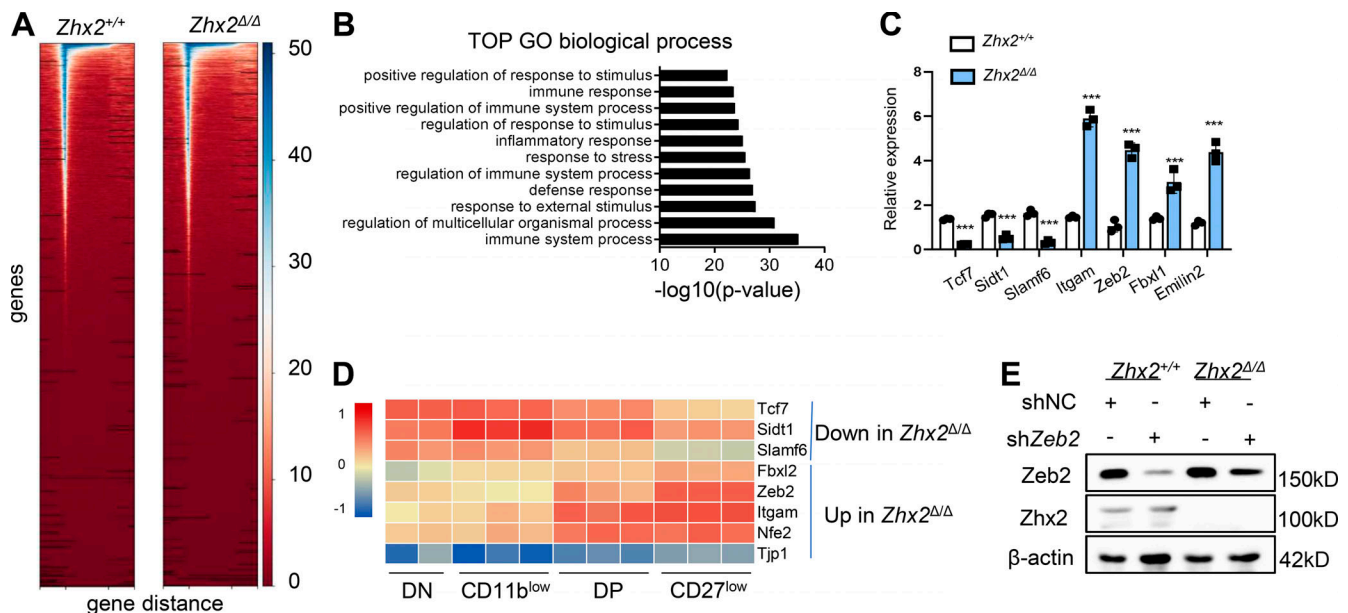 A
Zhx2+/+
Zhx2Δ/Δ
50
40
30
20
10
0
genes
gene distance
B
TOP GO biological process
positive regulation of response to stimulus
immune response
positive regulation of immune system process
regulation of response to stimulus
inflammatory response
response to stress
regulation of immune system process
defense response
response to external stimulus
regulation of multicellular organismal process
immune system process
10 20 30 40
-log10(p-value)
C
Zhx2+/+
Zhx2Δ/Δ
Relative expression
8
6
4
2
0
*** *** *** *** *** *** ***
Tcf7 Sidt1 Slamf6 Itgam Zeb2 Fbxl1 Emilin2
D
1
0
-1
Tcf7
Sidt1
Slamf6
Fbxl2
Zeb2
Itgam
Nfe2
Tjp1
Down in Zhx2Δ/Δ
Up in Zhx2Δ/Δ
DN CD11blow DP CD27low
E
Zhx2+/+ Zhx2Δ/Δ
shNC + - + -
shZeb2 - + - +
Zeb2 150kD
Zhx2 100kD
β-actin 42kD